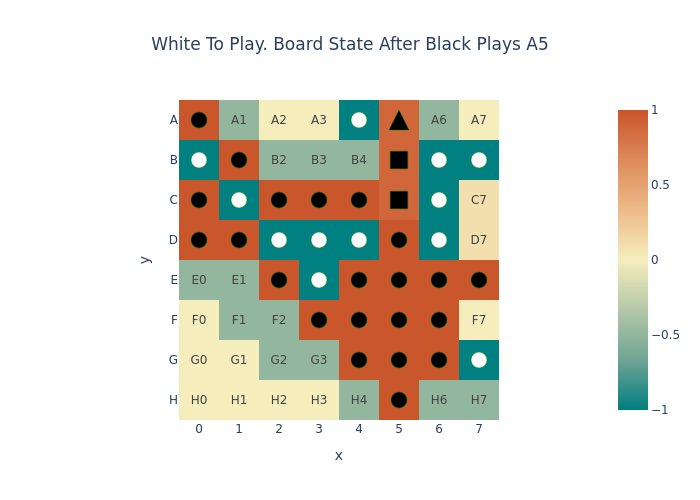 White To Play. Board State After Black Plays A5
A A1 A2 A3 A6 A7
B B2 B3 B4
C C7
D D7
E E0 E1
F F0 F1 F2 F7
G G0 G1 G2 G3
H H0 H1 H2 H3 H4 H6 H7
0 1 2 3 4 5 6 7
x
y
1
0.5
0
−0.5
−1